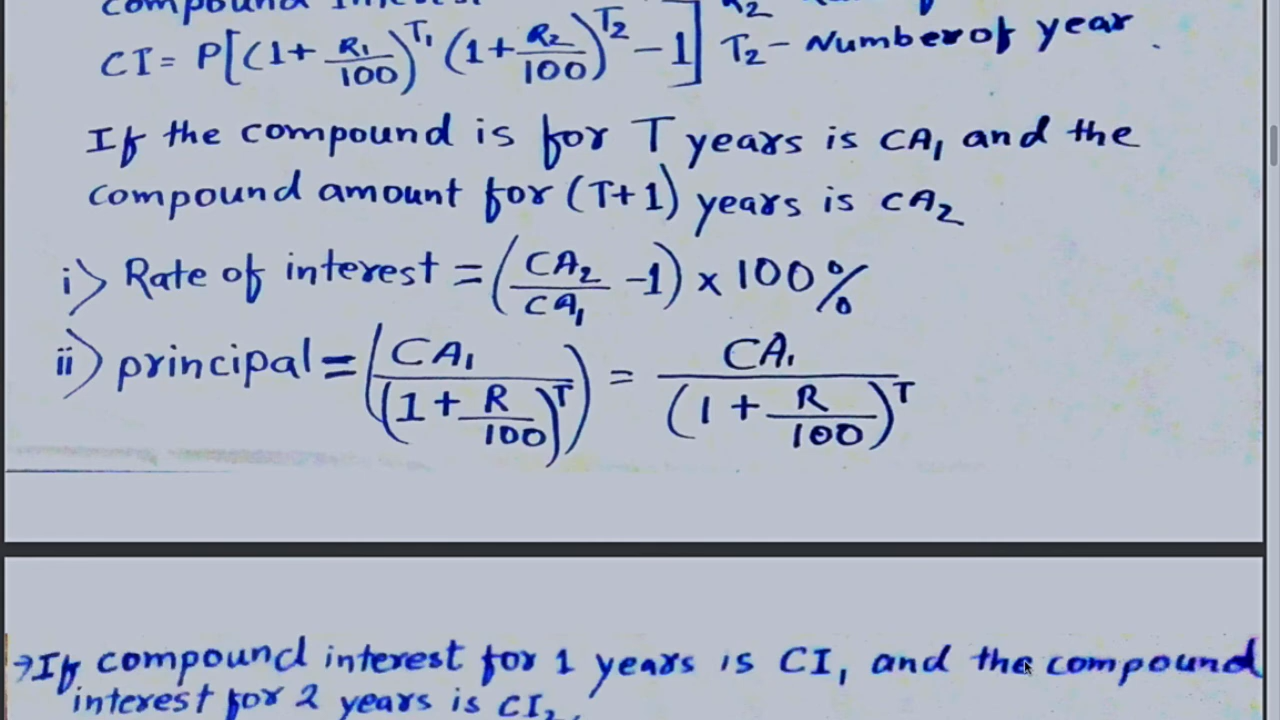 compound
CI = P[(1+ R1/100)^T1 (1+ R2/100)^T2 -1] T2 - Number of year
If the compound is for T years is CA1 and the
compound amount for (T+1) years is CA2
i) Rate of interest = (CA2/CA1 -1) x 100%
ii) principal = (CA1/(1+ R/100)^T) = CA1/(1+ R/100)^T
→If compound interest for 1 years is CI, and the compound
interest for 2 years is CI2.